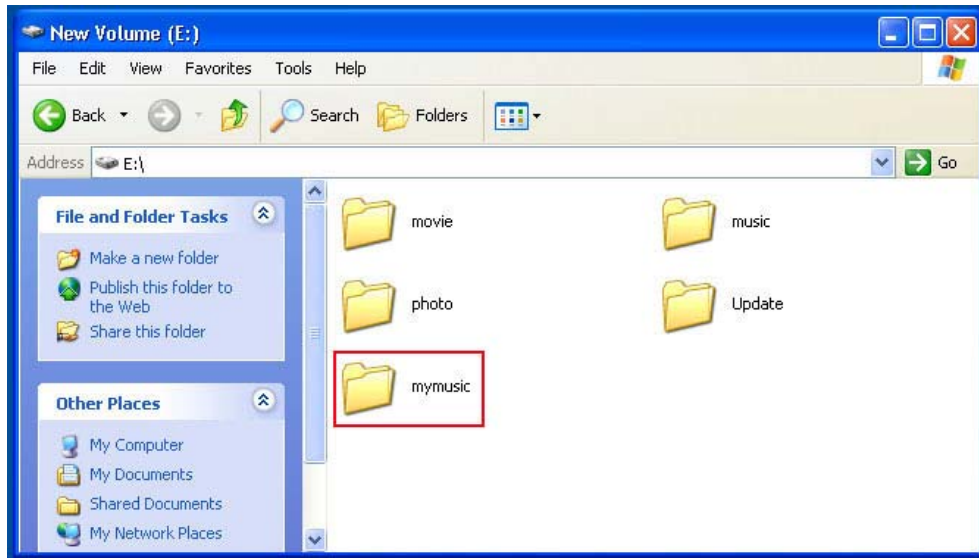 New Volume (E:)
File Edit View Favorites Tools Help
Back Search Folders
Address E:\ Go
File and Folder Tasks
Make a new folder
Publish this folder to
the Web
Share this folder
Other Places
My Computer
My Documents
Shared Documents
My Network Places
movie music
photo Update
mymusic